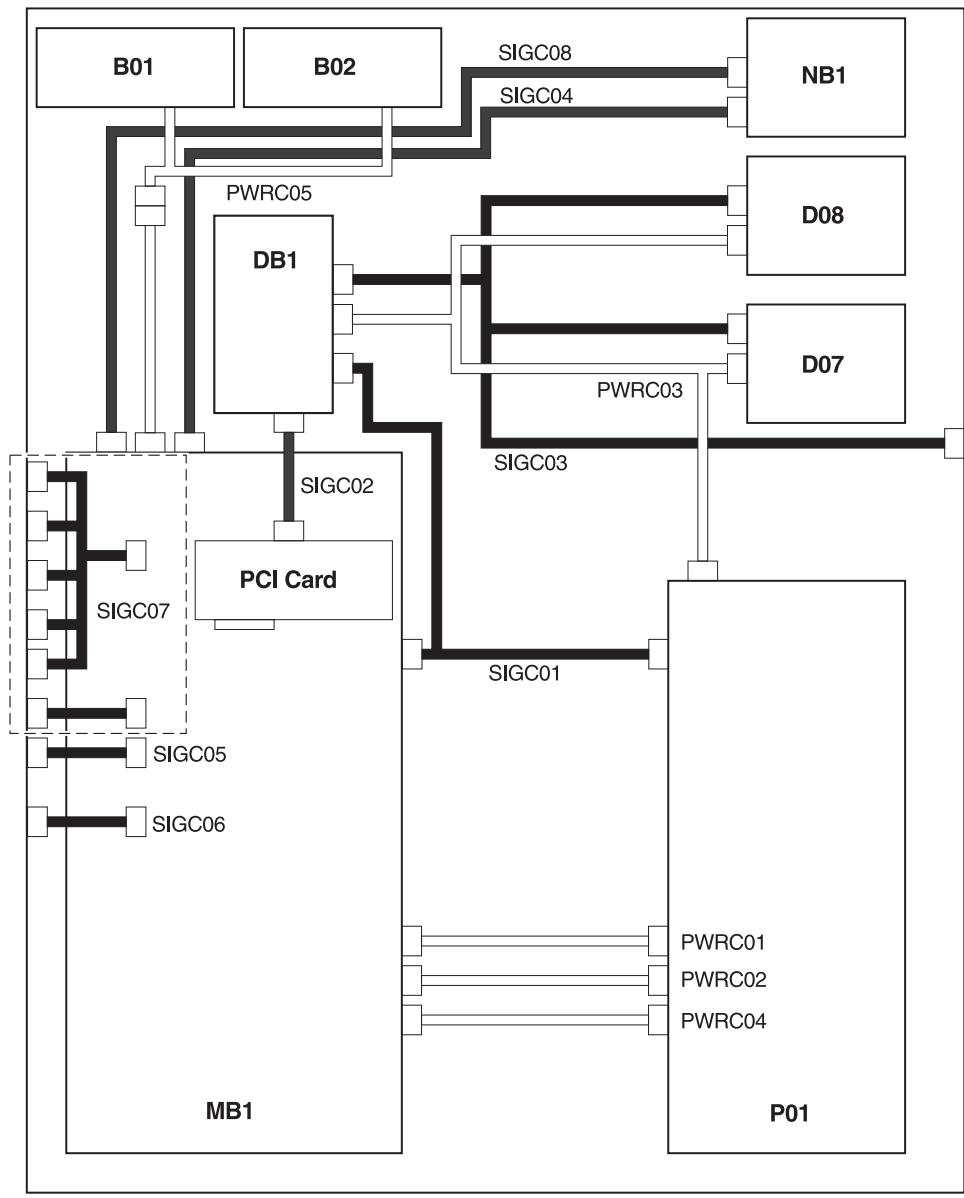 SIGC08
B01
B02
NB1
SIGC04
PWRC05
D08
DB1
D07
PWRC03
SIGC03
SIGC02
PCI Card
SIGC07
SIGC01
SIGC05
SIGC06
PWRC01
PWRC02
PWRC04
MB1
P01